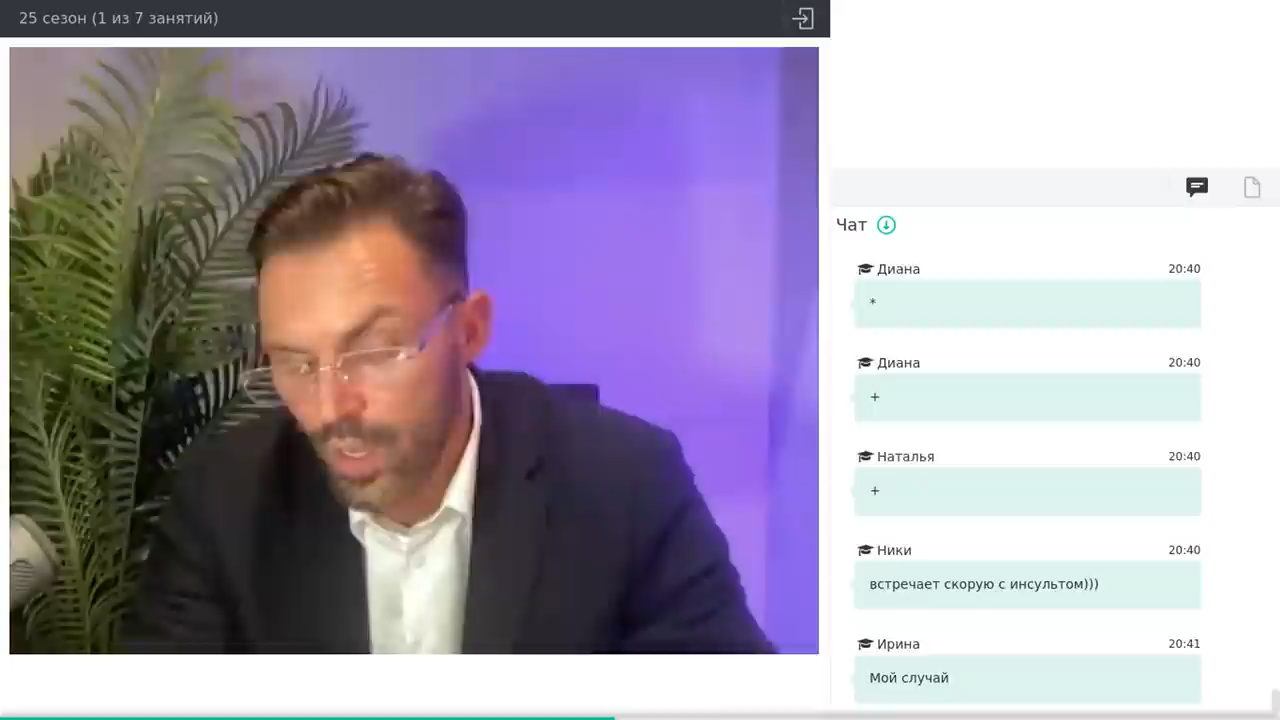 25 сезон (1 из 7 занятий)
Чат
Диана 20:40
*
Диана 20:40
+
Наталья 20:40
+
Ники 20:40
встречает скорую с инсультом)))
Ирина 20:41
Мой случай